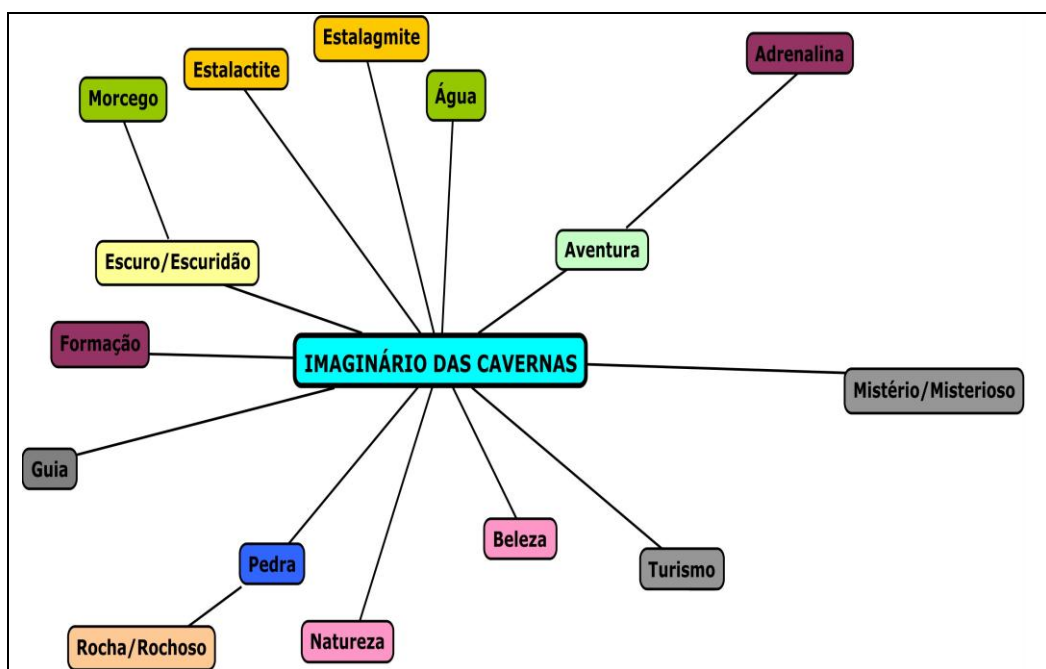 Estalagmite
Adrenalina
Estalactite
Morcego
Água
Aventura
Escuro/Escuridão
Formação
IMAGINÁRIO DAS CAVERNAS
Mistério/Misterioso
Guia
Beleza
Pedra
Turismo
Natureza
Rocha/Rochoso